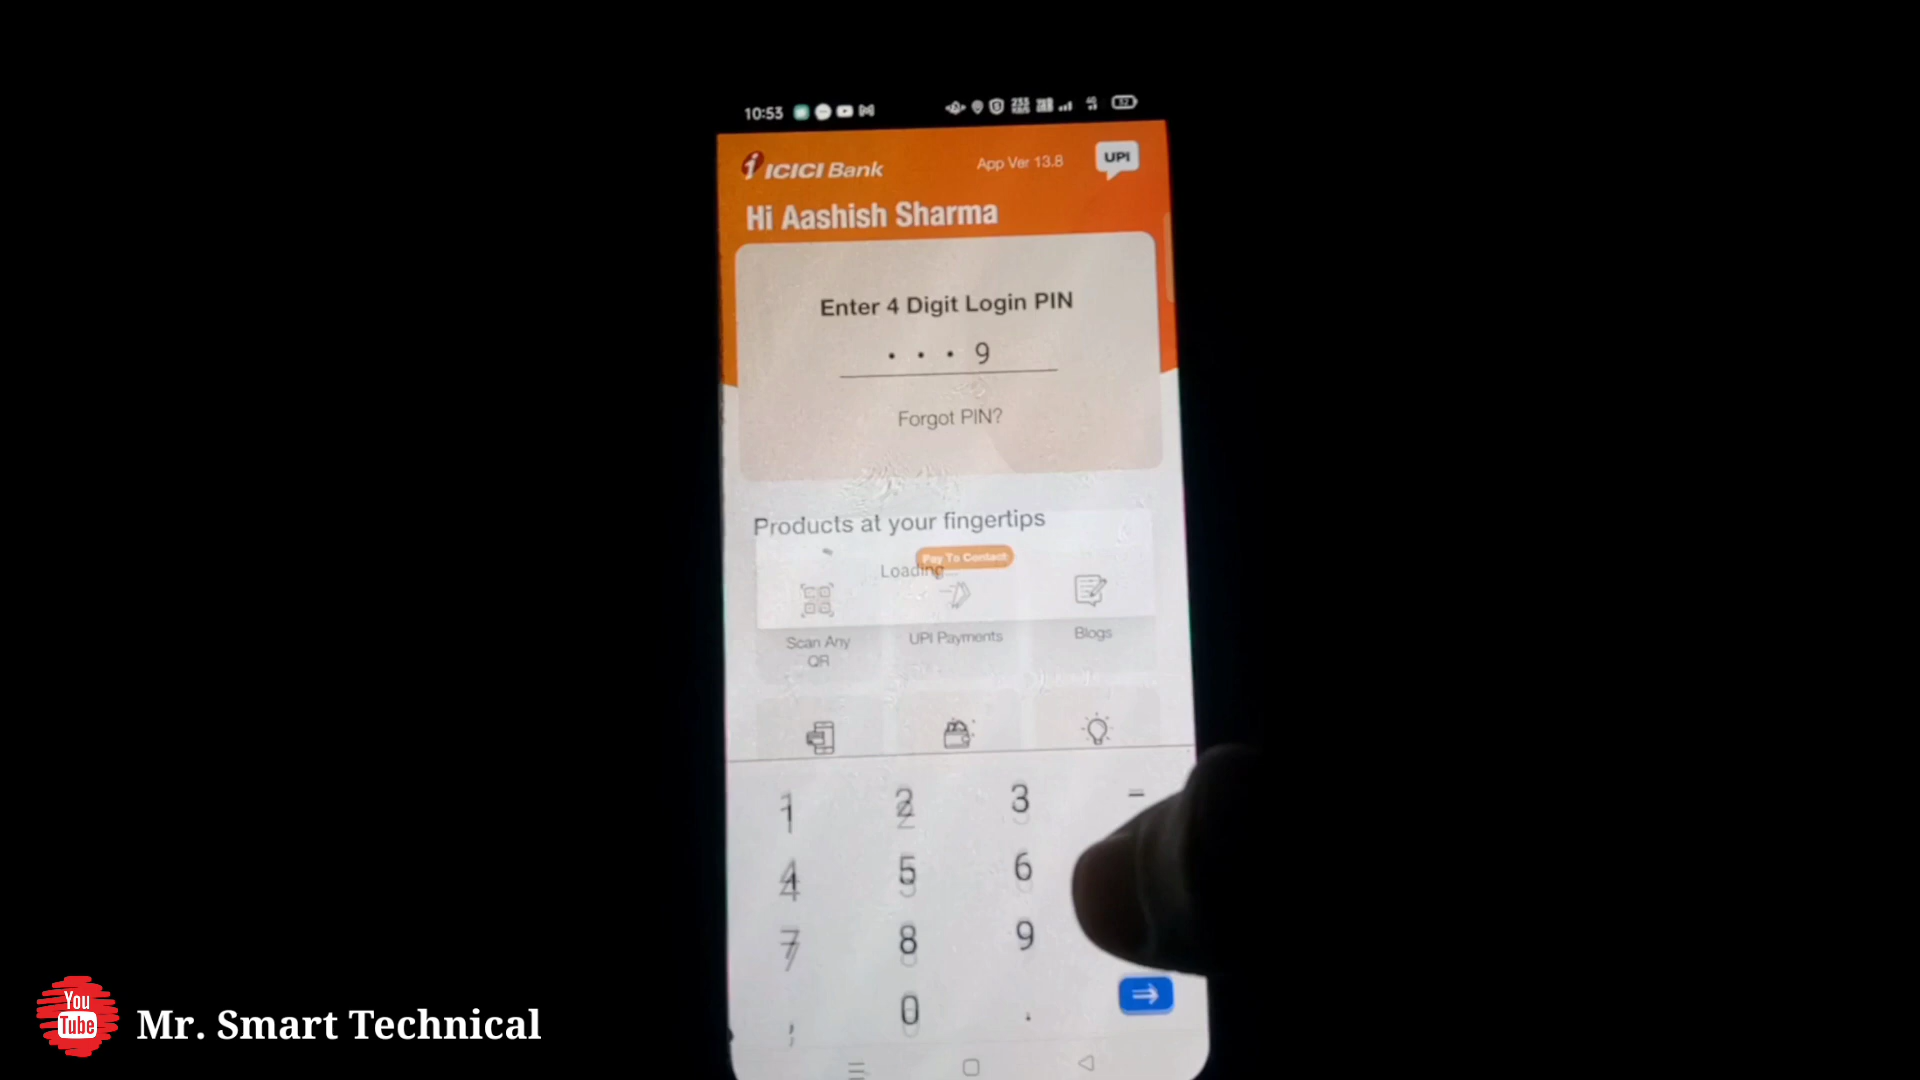 10:53
ICICI Bank
App Ver 13.8
UPI
Hi Aashish Sharma
Enter 4 Digit Login PIN
• • • 9
Forgot PIN?
Products at your fingertips
Pay To Contact
Loading...
Scan Any
QR
UPI Payments
Blogs
1 2 3 –
4 5 6
7 8 9
, 0 .
You
Tube
Mr. Smart Technical